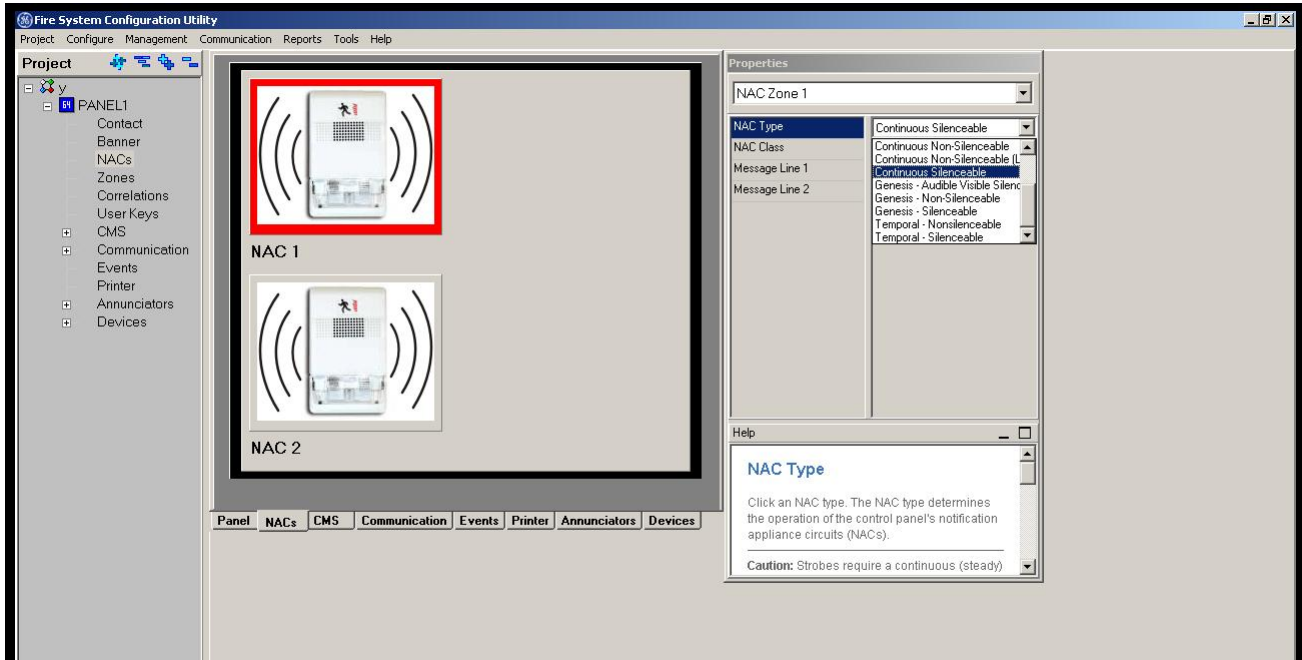 Fire System Configuration Utility
Project Configure Management Communication Reports Tools Help
Project
y
PANEL1
Contact
Banner
NACs
Zones
Correlations
User Keys
CMS
Communication
Events
Printer
Annunciators
Devices
NAC 1
NAC 2
Panel NACs CMS Communication Events Printer Annunciators Devices
Properties
NAC Zone 1
NAC Type Continuous Silenceable
NAC Class
Message Line 1
Message Line 2
Continuous Non-Silenceable
Continuous Non-Silenceable (L
Continuous Silenceable
Genesis - Audible Visible Silenc
Genesis - Non-Silenceable
Genesis - Silenceable
Temporal - Nonsilenceable
Temporal - Silenceable
Help
NAC Type
Click an NAC type. The NAC type determines
the operation of the control panel's notification
appliance circuits (NACs).
Caution: Strobes require a continuous (steady)